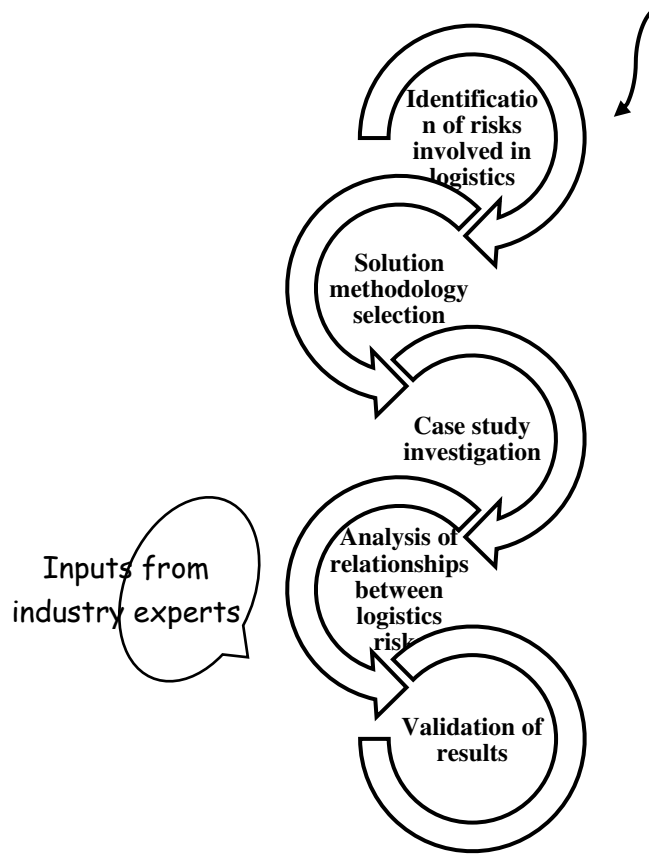 Identificatio
n of risks
involved in
logistics
Solution
methodology
selection
Case study
investigation
Analysis of
relationships
between
logistics
risks
Inputs from
industry experts
Validation of
results